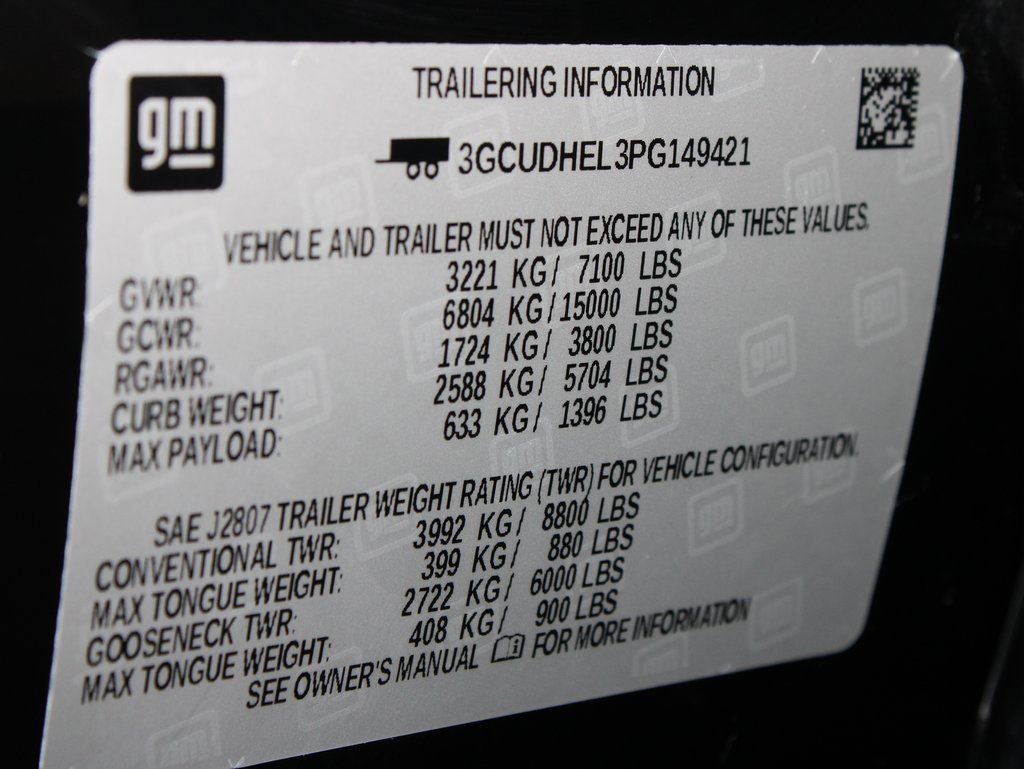 gm
TRAILERING INFORMATION
3GCUDHEL3PG149421
VEHICLE AND TRAILER MUST NOT EXCEED ANY OF THESE VALUES.
GVWR: 3221 KG/ 7100 LBS
GCWR: 6804 KG/15000 LBS
RGAWR: 1724 KG/ 3800 LBS
CURB WEIGHT: 2588 KG/ 5704 LBS
MAX PAYLOAD: 633 KG/ 1396 LBS
SAE J2807 TRAILER WEIGHT RATING (TWR) FOR VEHICLE CONFIGURATION.
CONVENTIONAL TWR: 3992 KG/ 8800 LBS
MAX TONGUE WEIGHT: 399 KG/ 880 LBS
GOOSENECK TWR: 2722 KG/ 6000 LBS
MAX TONGUE WEIGHT: 408 KG/ 900 LBS
SEE OWNER'S MANUAL FOR MORE INFORMATION